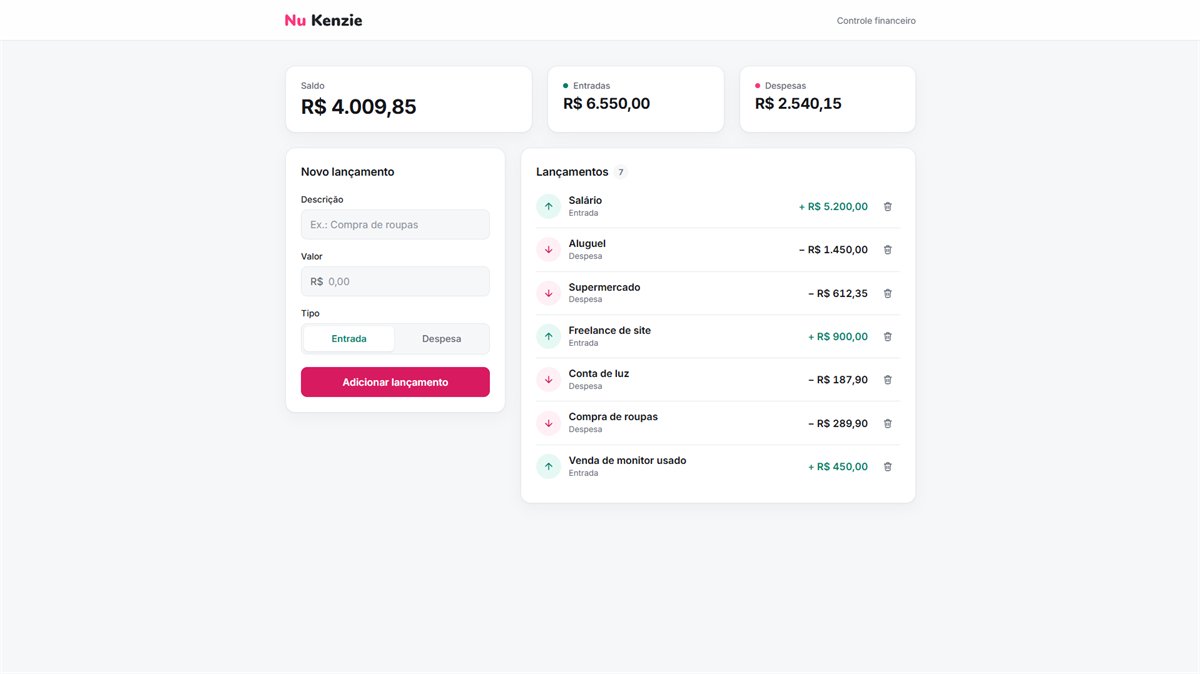 Nu Kenzie
Controle financeiro
Saldo
R$ 4.009,85
Entradas
R$ 6.550,00
Despesas
R$ 2.540,15
Novo lançamento
Descrição
Ex.: Compra de roupas
Valor
R$ 0,00
Tipo
Entrada Despesa
Adicionar lançamento
Lançamentos 7
Salário
Entrada
+ R$ 5.200,00
Aluguel
Despesa
− R$ 1.450,00
Supermercado
Despesa
− R$ 612,35
Freelance de site
Entrada
+ R$ 900,00
Conta de luz
Despesa
− R$ 187,90
Compra de roupas
Despesa
− R$ 289,90
Venda de monitor usado
Entrada
+ R$ 450,00